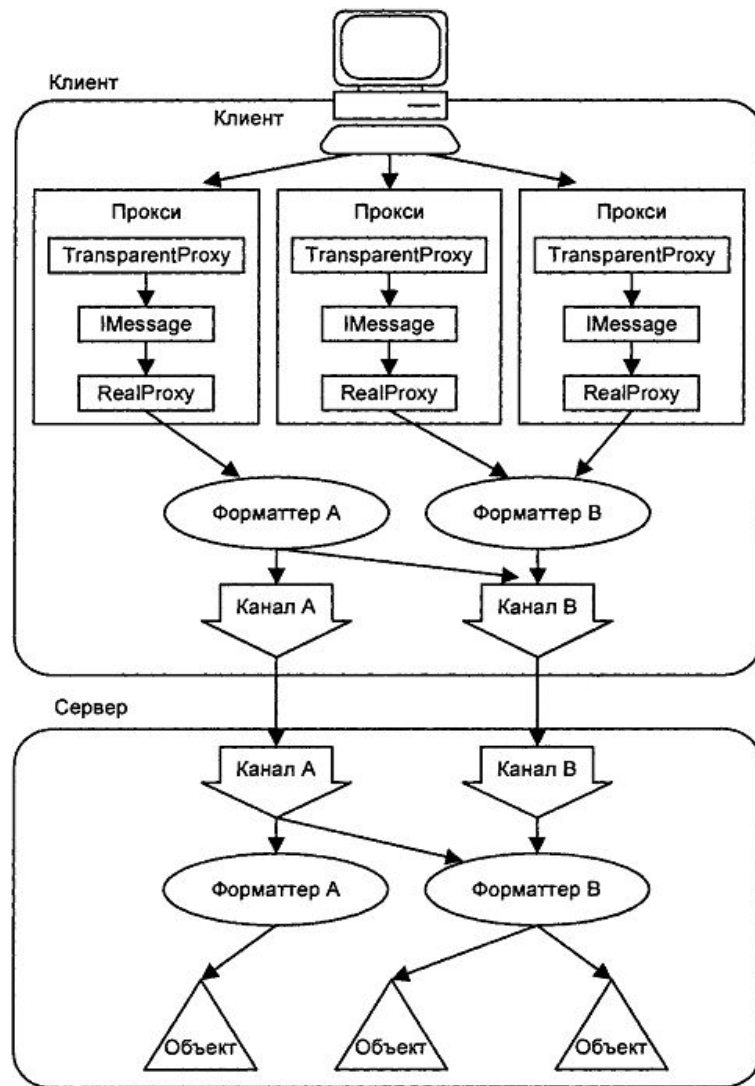 Клиент
Клиент
Прокси
Прокси
Прокси
TransparentProxy
TransparentProxy
TransparentProxy
IMessage
IMessage
IMessage
RealProxy
RealProxy
RealProxy
Форматтер А
Форматтер В
Канал А
Канал В
Сервер
Канал А
Канал В
Форматтер А
Форматтер В
Объект
Объект
Объект